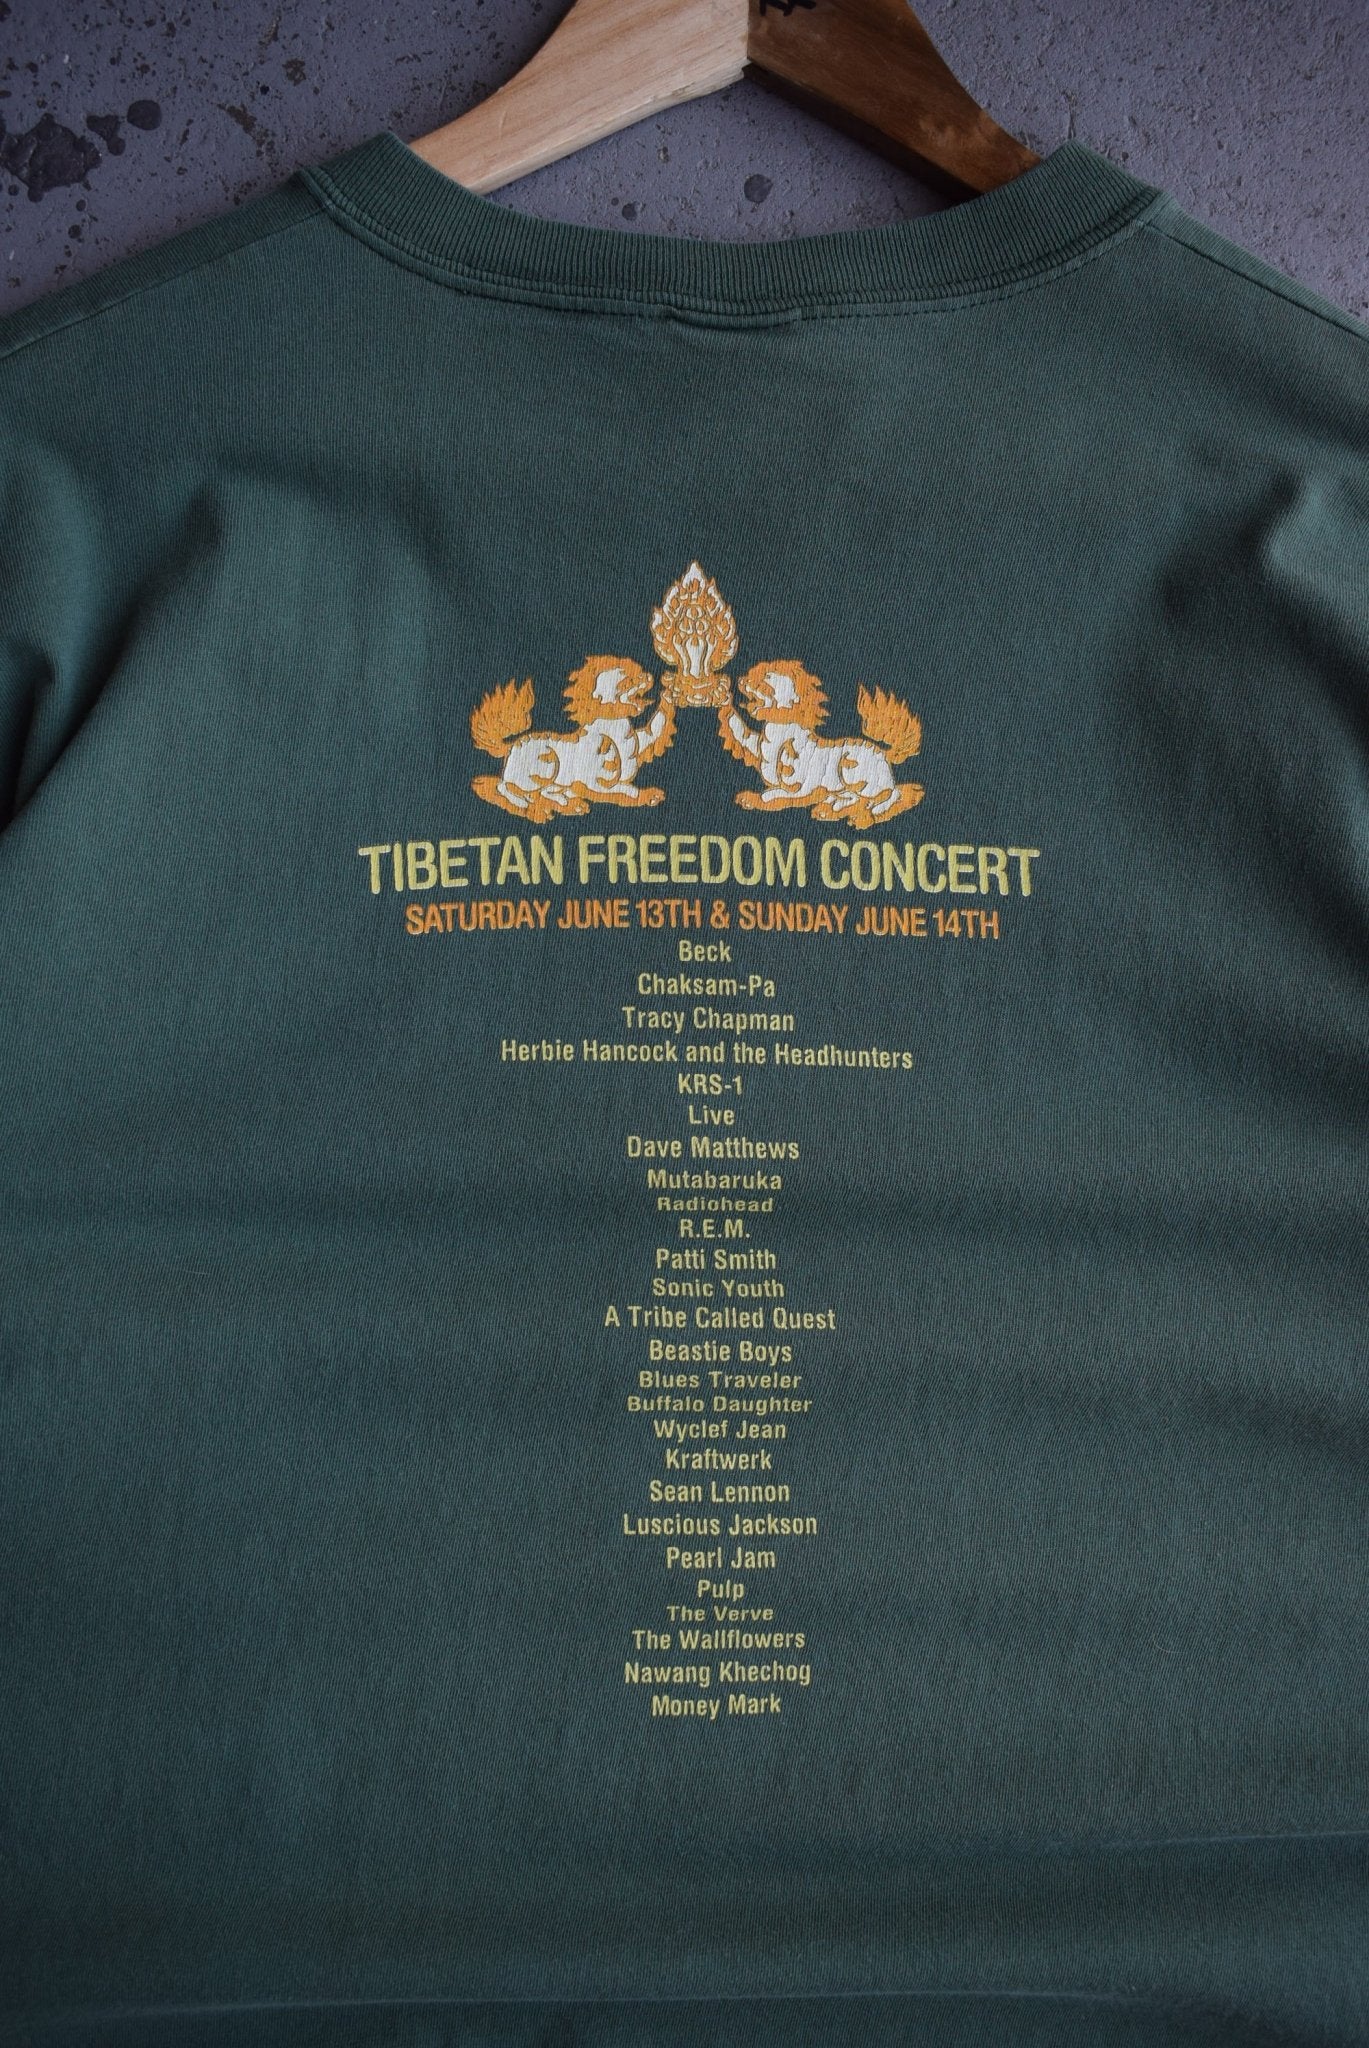 TIBETAN FREEDOM CONCERT
SATURDAY JUNE 13TH & SUNDAY JUNE 14TH
Beck
Chaksam-Pa
Tracy Chapman
Herbie Hancock and the Headhunters
KRS-1
Live
Dave Matthews
Mutabaruka
Radiohead
R.E.M.
Patti Smith
Sonic Youth
A Tribe Called Quest
Beastie Boys
Blues Traveler
Buffalo Daughter
Wyclef Jean
Kraftwerk
Sean Lennon
Luscious Jackson
Pearl Jam
Pulp
The Verve
The Wallflowers
Nawang Khechog
Money Mark